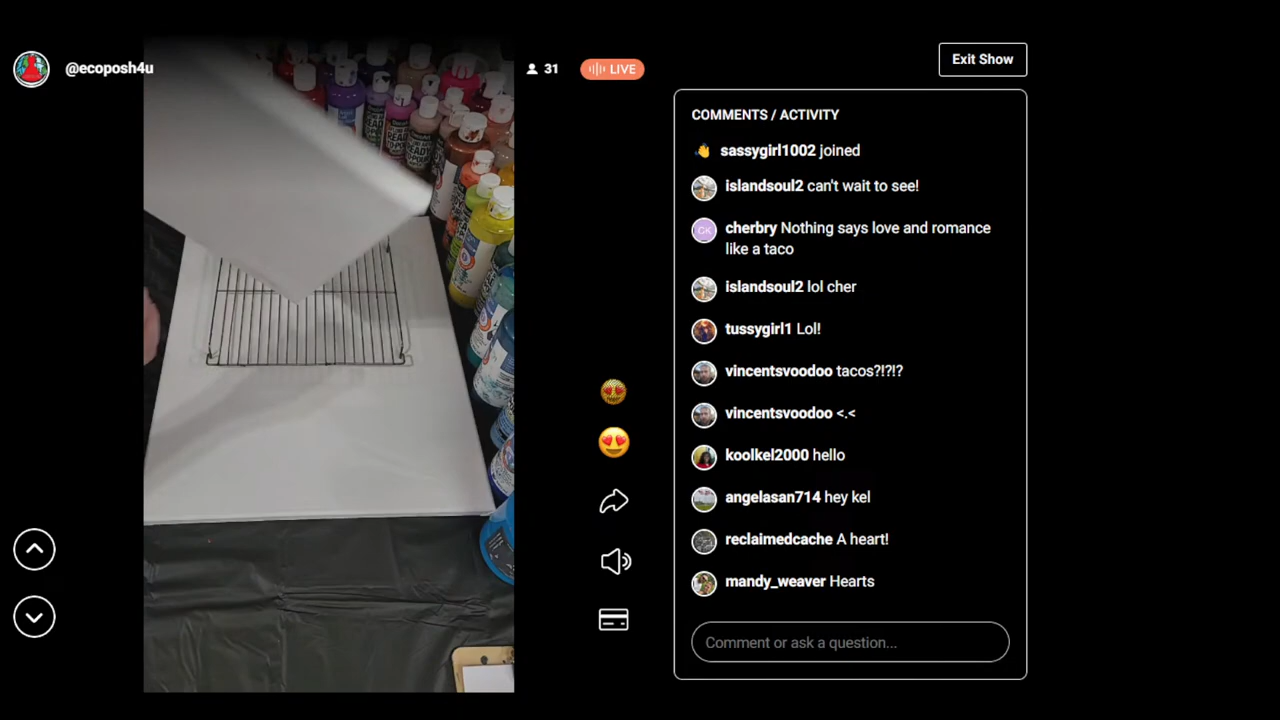 @ecoposh4u
31
LIVE
Exit Show
COMMENTS / ACTIVITY
sassygirl1002 joined
islandsoul2 can't wait to see!
cherbry Nothing says love and romance
like a taco
islandsoul2 lol cher
tussygirl1 Lol!
vincentsvoodoo tacos?!?!?
vincentsvoodoo <.<
koolkel2000 hello
angelasan714 hey kel
reclaimedcache A heart!
mandy_weaver Hearts
Comment or ask a question...